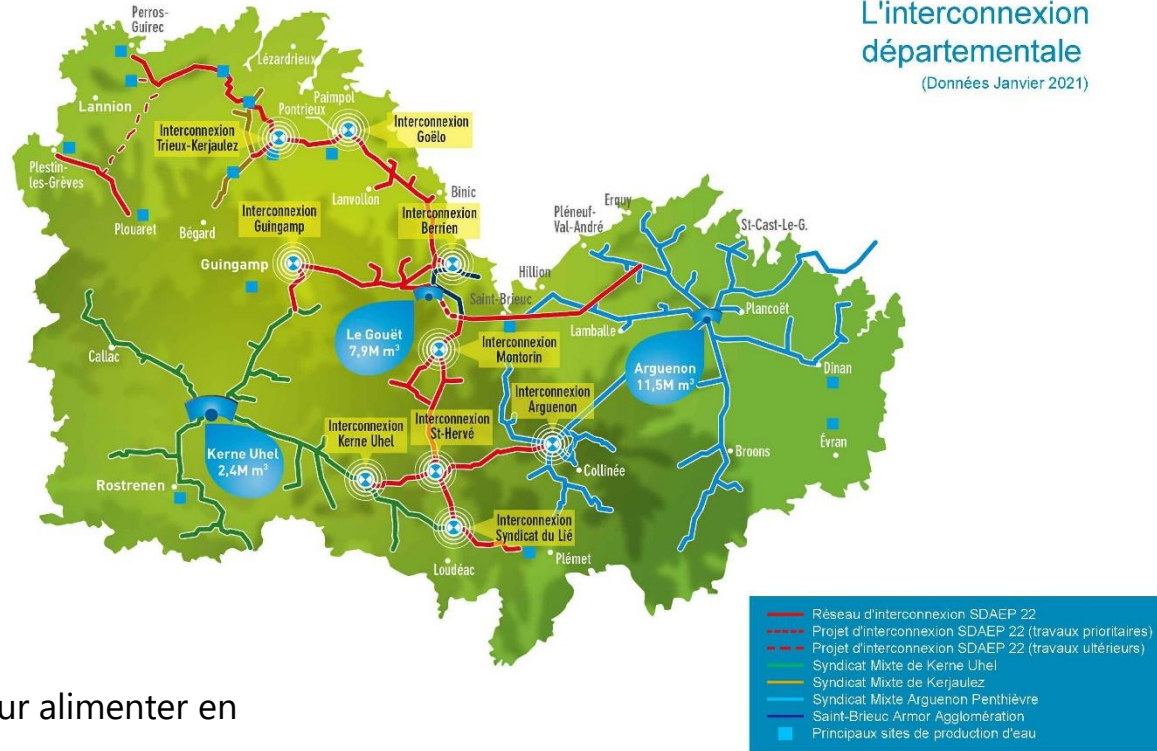 L'interconnexion
départementale
(Données Janvier 2021)
Perros-
Guirec
Lézardrieux
Lannion
Paimpol
Pontrieux
Interconnexion
Trieux-Kerjaulez
Interconnexion
Goëlo
Plestin-
les-Grèves
Lanvollon
Binic
Plouaret
Bégard
Interconnexion
Guingamp
Interconnexion
Berrien
Erquy
Pléneuf-
Val-André
St-Cast-Le-G.
Guingamp
Hillion
Saint-Brieuc
Plancoët
Le Gouët
7,9M m³
Lamballe
Interconnexion
Montorin
Callac
Arguenon
11,5M m³
Dinan
Interconnexion
Arguenon
Interconnexion
Kerne Uhel
Interconnexion
St-Hervé
Évran
Kerne Uhel
2,4M m³
Broons
Collinée
Rostrenen
Interconnexion
Syndicat du Lié
Loudéac
Plémet
Réseau d'interconnexion SDAEP 22
Projet d'interconnexion SDAEP 22 (travaux prioritaires)
Projet d'interconnexion SDAEP 22 (travaux ultérieurs)
Syndicat Mixte de Kerne Uhel
Syndicat Mixte de Kerjaulez
Syndicat Mixte Arguenon Penthièvre
Saint-Brieuc Armor Agglomération
Principaux sites de production d'eau
ur alimenter en